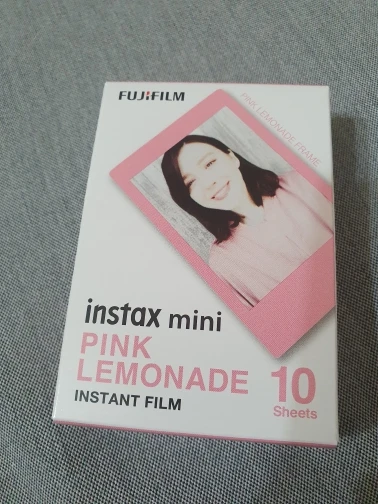 FUJIFILM
PINK LEMONADE FRAME
instax mini
PINK
LEMONADE
INSTANT FILM
10
Sheets